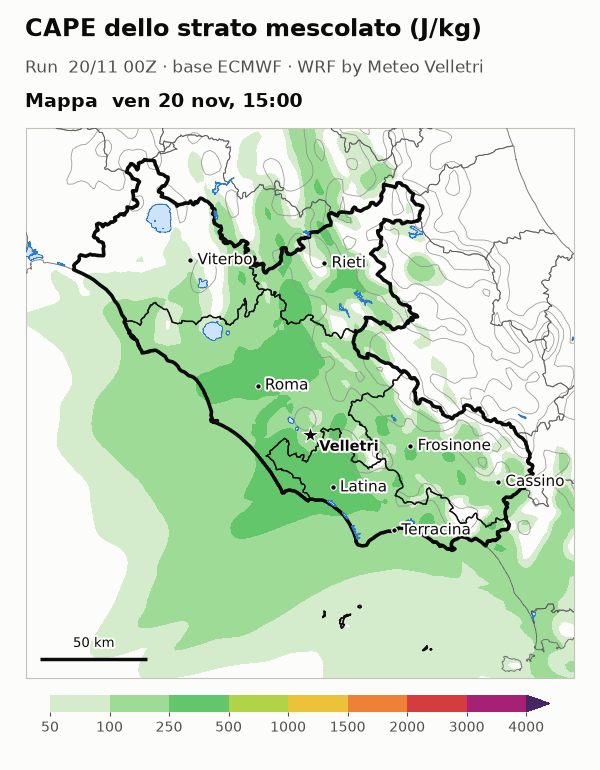 CAPE dello strato mescolato (J/kg)
Run  20/11 00Z · base ECMWF · WRF by Meteo Velletri
Mappa  ven 20 nov, 15:00
Viterbo
Rieti
Roma
Velletri
Frosinone
Cassino
Latina
Terracina
50 km
50 100 250 500 1000 1500 2000 3000 4000